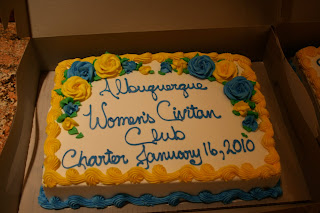 Albuquerque
Women's Civitan
Club
Charter January 16, 2010